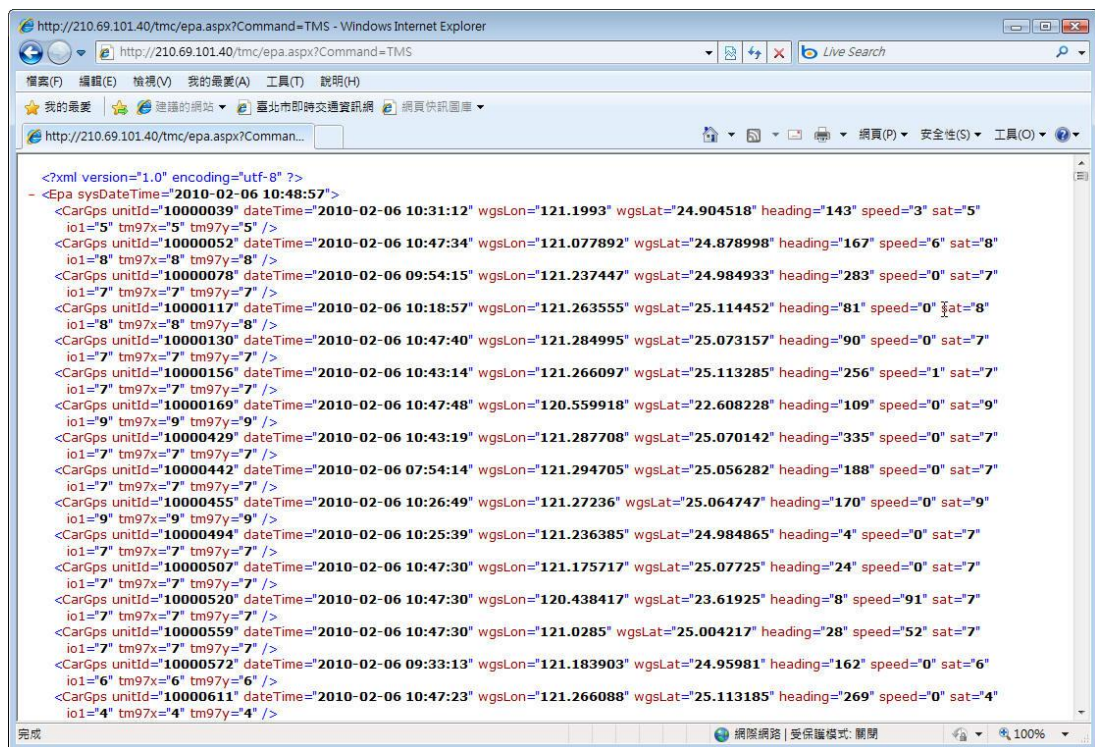 http://210.69.101.40/tmc/epa.aspx?Command=TMS - Windows Internet Explorer
http://210.69.101.40/tmc/epa.aspx?Command=TMS Live Search
檔案(F) 編輯(E) 檢視(V) 我的最愛(A) 工具(T) 說明(H)
我的最愛 建議的網站 臺北市即時交通資訊網 網頁快訊圖庫
http://210.69.101.40/tmc/epa.aspx?Comman... 網頁(P) 安全性(S) 工具(O)
<?xml version="1.0" encoding="utf-8" ?>
- <Epa sysDateTime="2010-02-06 10:48:57">
<CarGps unitId="10000039" dateTime="2010-02-06 10:31:12" wgsLon="121.1993" wgsLat="24.904518" heading="143" speed="3" sat="5"
io1="5" tm97x="5" tm97y="5" />
<CarGps unitId="10000052" dateTime="2010-02-06 10:47:34" wgsLon="121.077892" wgsLat="24.878998" heading="167" speed="6" sat="8"
io1="8" tm97x="8" tm97y="8" />
<CarGps unitId="10000078" dateTime="2010-02-06 09:54:15" wgsLon="121.237447" wgsLat="24.984933" heading="283" speed="0" sat="7"
io1="7" tm97x="7" tm97y="7" />
<CarGps unitId="10000117" dateTime="2010-02-06 10:18:57" wgsLon="121.263555" wgsLat="25.114452" heading="81" speed="0" sat="8"
io1="8" tm97x="8" tm97y="8" />
<CarGps unitId="10000130" dateTime="2010-02-06 10:47:40" wgsLon="121.284995" wgsLat="25.073157" heading="90" speed="0" sat="7"
io1="7" tm97x="7" tm97y="7" />
<CarGps unitId="10000156" dateTime="2010-02-06 10:43:14" wgsLon="121.266097" wgsLat="25.113285" heading="256" speed="1" sat="7"
io1="7" tm97x="7" tm97y="7" />
<CarGps unitId="10000169" dateTime="2010-02-06 10:47:48" wgsLon="120.559918" wgsLat="22.608228" heading="109" speed="0" sat="9"
io1="9" tm97x="9" tm97y="9" />
<CarGps unitId="10000429" dateTime="2010-02-06 10:43:19" wgsLon="121.287708" wgsLat="25.070142" heading="335" speed="0" sat="7"
io1="7" tm97x="7" tm97y="7" />
<CarGps unitId="10000442" dateTime="2010-02-06 07:54:14" wgsLon="121.294705" wgsLat="25.056282" heading="188" speed="0" sat="7"
io1="7" tm97x="7" tm97y="7" />
<CarGps unitId="10000455" dateTime="2010-02-06 10:26:49" wgsLon="121.27236" wgsLat="25.064747" heading="170" speed="0" sat="9"
io1="9" tm97x="9" tm97y="9" />
<CarGps unitId="10000494" dateTime="2010-02-06 10:25:39" wgsLon="121.236385" wgsLat="24.984865" heading="4" speed="0" sat="7"
io1="7" tm97x="7" tm97y="7" />
<CarGps unitId="10000507" dateTime="2010-02-06 10:47:30" wgsLon="121.175717" wgsLat="25.07725" heading="24" speed="0" sat="7"
io1="7" tm97x="7" tm97y="7" />
<CarGps unitId="10000520" dateTime="2010-02-06 10:47:30" wgsLon="120.438417" wgsLat="23.61925" heading="8" speed="91" sat="7"
io1="7" tm97x="7" tm97y="7" />
<CarGps unitId="10000559" dateTime="2010-02-06 10:47:30" wgsLon="121.0285" wgsLat="25.004217" heading="28" speed="52" sat="7"
io1="7" tm97x="7" tm97y="7" />
<CarGps unitId="10000572" dateTime="2010-02-06 09:33:13" wgsLon="121.183903" wgsLat="24.95981" heading="162" speed="0" sat="6"
io1="6" tm97x="6" tm97y="6" />
<CarGps unitId="10000611" dateTime="2010-02-06 10:47:23" wgsLon="121.266088" wgsLat="25.113185" heading="269" speed="0" sat="4"
io1="4" tm97x="4" tm97y="4" />
完成 網際網路 | 受保護模式: 關閉 100%